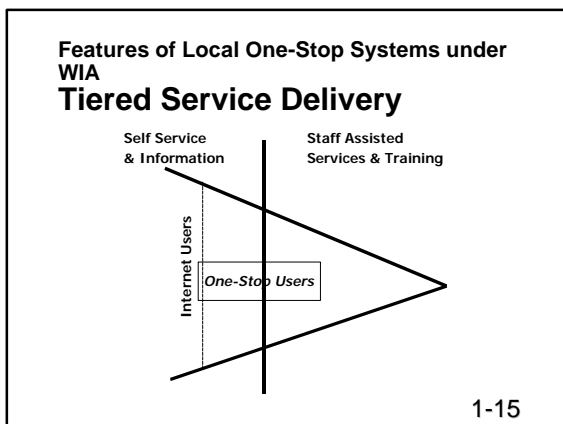 Features of Local One-Stop Systems under
WIA
Tiered Service Delivery
Self Service
& Information
Staff Assisted
Services & Training
Internet Users
One-Stop Users
1-15